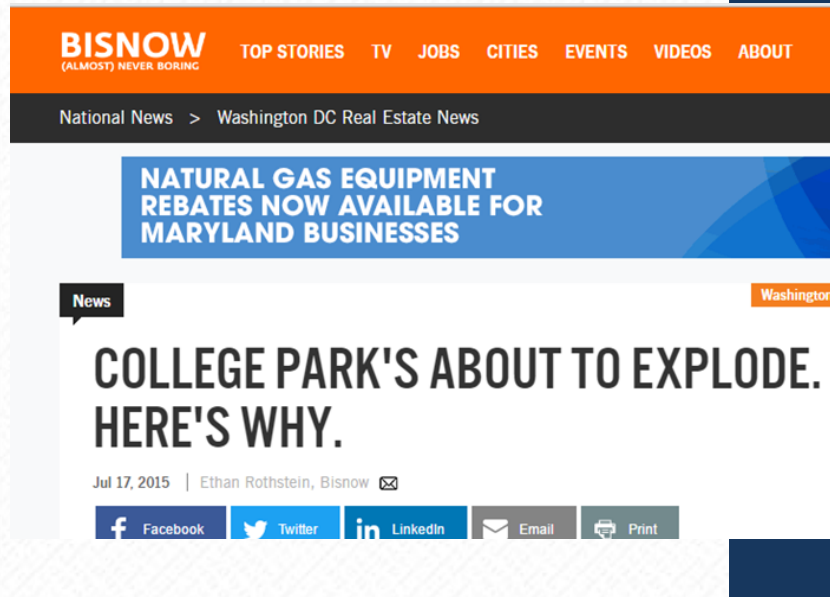 BISNOW
(ALMOST) NEVER BORING
TOP STORIES TV JOBS CITIES EVENTS VIDEOS ABOUT
National News > Washington DC Real Estate News
NATURAL GAS EQUIPMENT
REBATES NOW AVAILABLE FOR
MARYLAND BUSINESSES
News
Washington
COLLEGE PARK'S ABOUT TO EXPLODE.
HERE'S WHY.
Jul 17, 2015 | Ethan Rothstein, Bisnow
Facebook Twitter LinkedIn Email Print